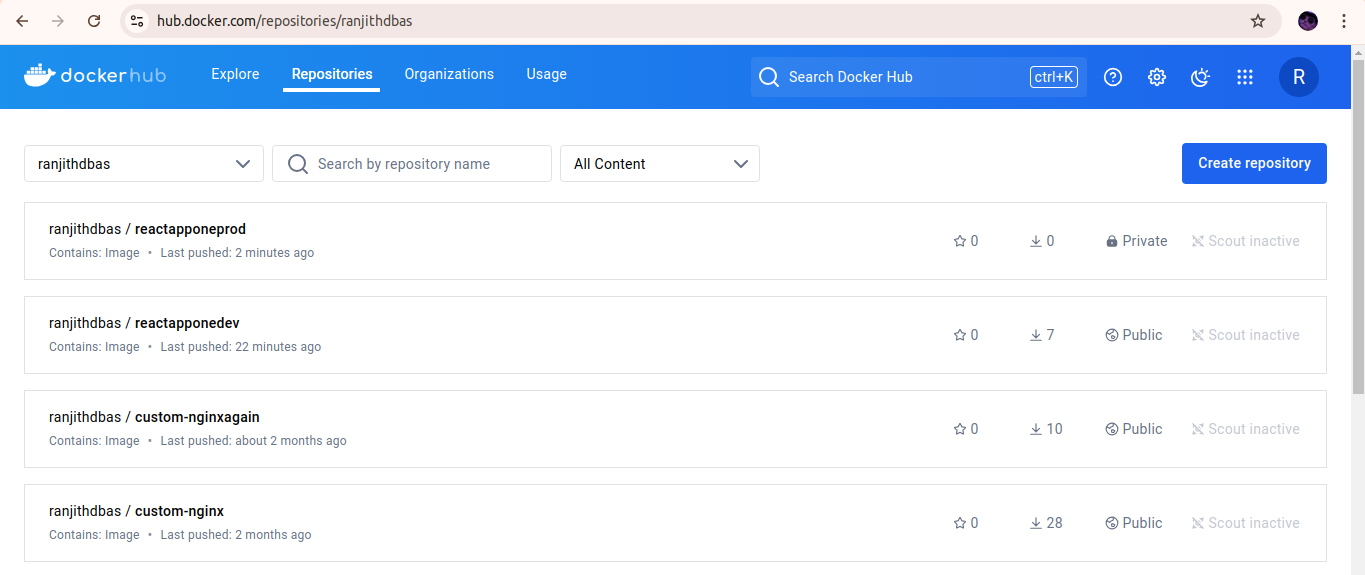 hub.docker.com/repositories/ranjithdbas
dockerhub Explore Repositories Organizations Usage Search Docker Hub ctrl+K R
ranjithdbas Search by repository name All Content Create repository
ranjithdbas / reactapponeprod
Contains: Image • Last pushed: 2 minutes ago
0 0 Private Scout inactive
ranjithdbas / reactapponedev
Contains: Image • Last pushed: 22 minutes ago
0 7 Public Scout inactive
ranjithdbas / custom-nginxagain
Contains: Image • Last pushed: about 2 months ago
0 10 Public Scout inactive
ranjithdbas / custom-nginx
Contains: Image • Last pushed: 2 months ago
0 28 Public Scout inactive